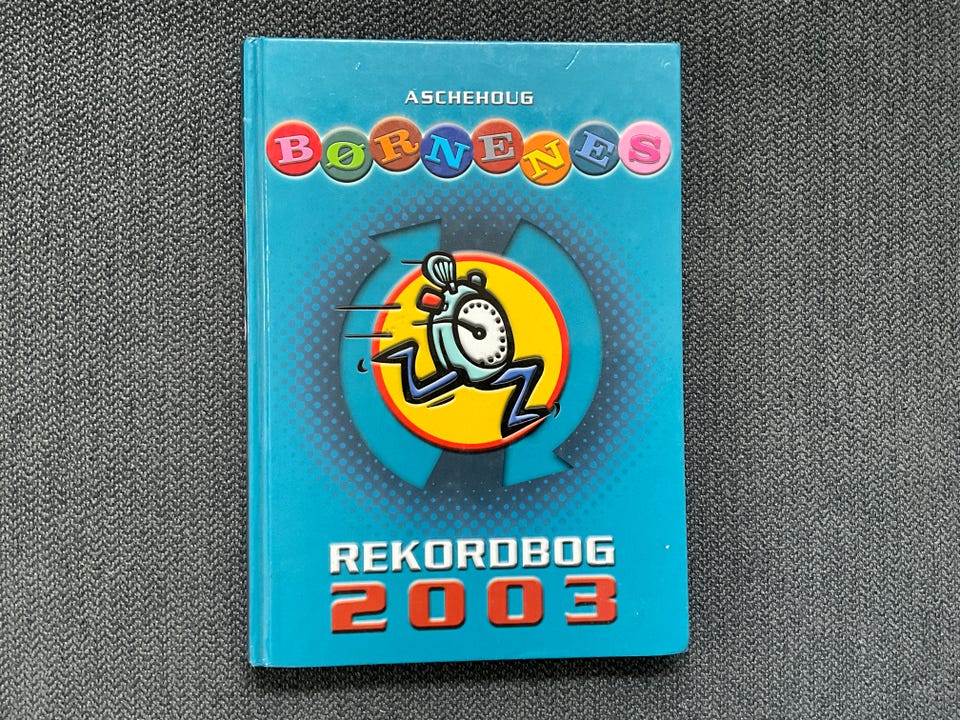 ASCHEHOUG
BØRNENES
REKORDBOG
2003